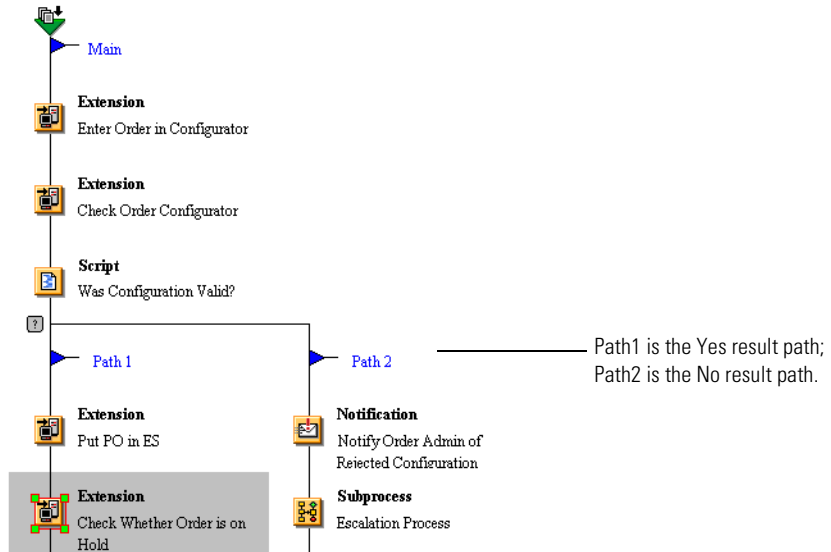 Main
Extension
Enter Order in Configurator
Extension
Check Order Configurator
Script
Was Configuration Valid?
?
Path 1
Path 2
Path1 is the Yes result path;
Path2 is the No result path.
Extension
Put PO in ES
Notification
Notify Order Admin of
Rejected Configuration
Extension
Check Whether Order is on
Hold
Subprocess
Escalation Process